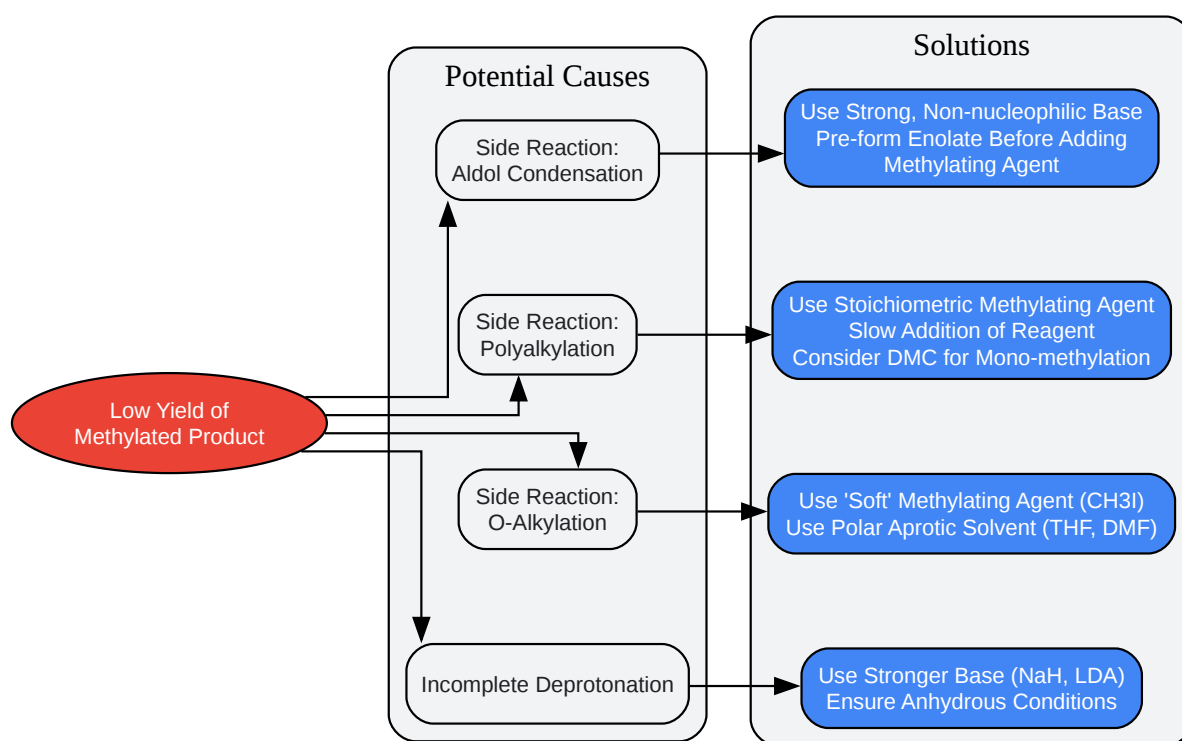 Low Yield of
Methylated Product
Potential Causes
Side Reaction:
Aldol Condensation
Side Reaction:
Polyalkylation
Side Reaction:
O-Alkylation
Incomplete Deprotonation
Solutions
Use Strong, Non-nucleophilic Base
Pre-form Enolate Before Adding
Methylating Agent
Use Stoichiometric Methylating Agent
Slow Addition of Reagent
Consider DMC for Mono-methylation
Use 'Soft' Methylating Agent (CH3I)
Use Polar Aprotic Solvent (THF, DMF)
Use Stronger Base (NaH, LDA)
Ensure Anhydrous Conditions